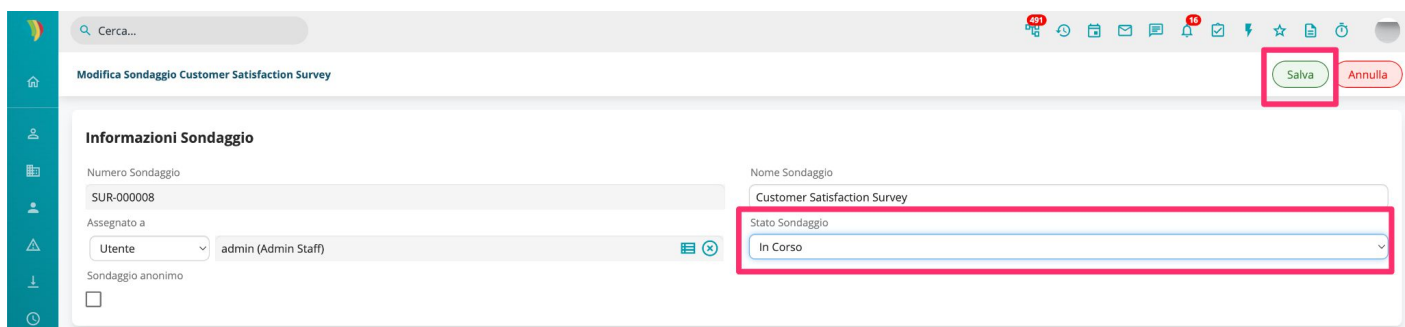 491
16
Cerca...
Modifica Sondaggio Customer Satisfaction Survey
Salva
Annulla
Informazioni Sondaggio
Numero Sondaggio
Nome Sondaggio
SUR-000008
Customer Satisfaction Survey
Assegnato a
Stato Sondaggio
Utente
admin (Admin Staff)
In Corso
Sondaggio anonimo